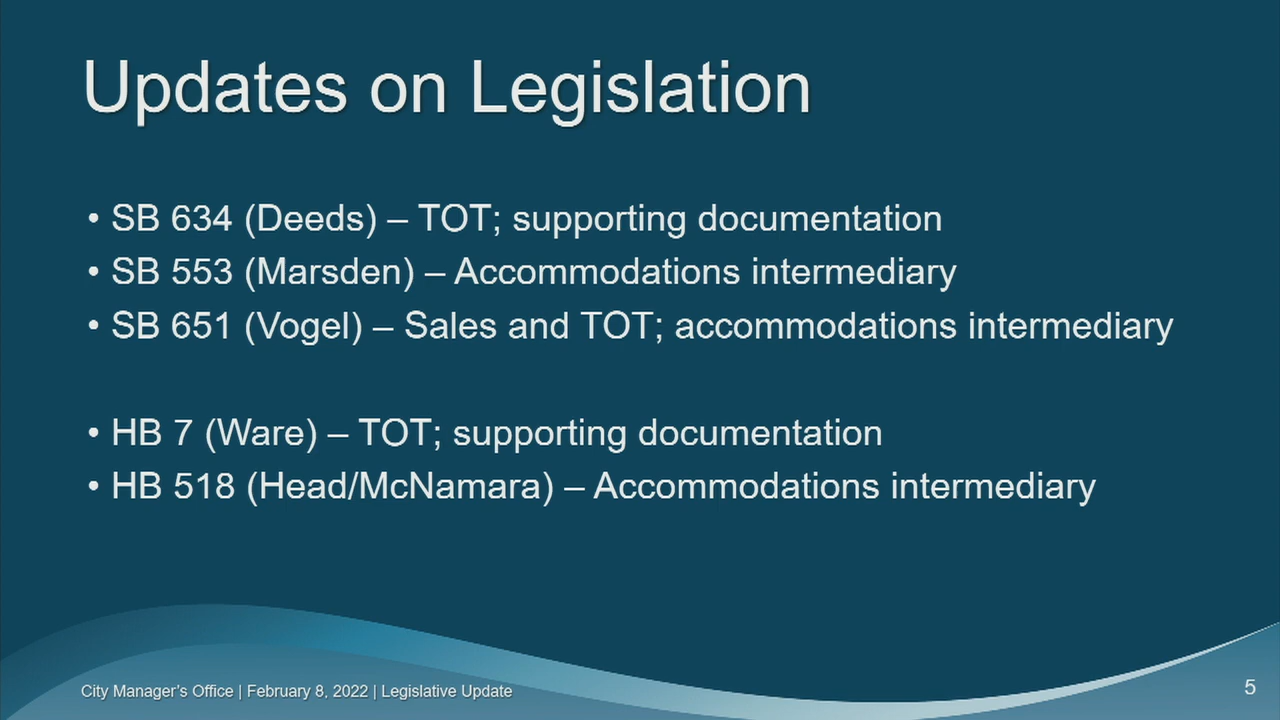 Updates on Legislation
• SB 634 (Deeds) – TOT; supporting documentation
• SB 553 (Marsden) – Accommodations intermediary
• SB 651 (Vogel) – Sales and TOT; accommodations intermediary
• HB 7 (Ware) – TOT; supporting documentation
• HB 518 (Head/McNamara) – Accommodations intermediary
City Manager's Office | February 8, 2022 | Legislative Update
5